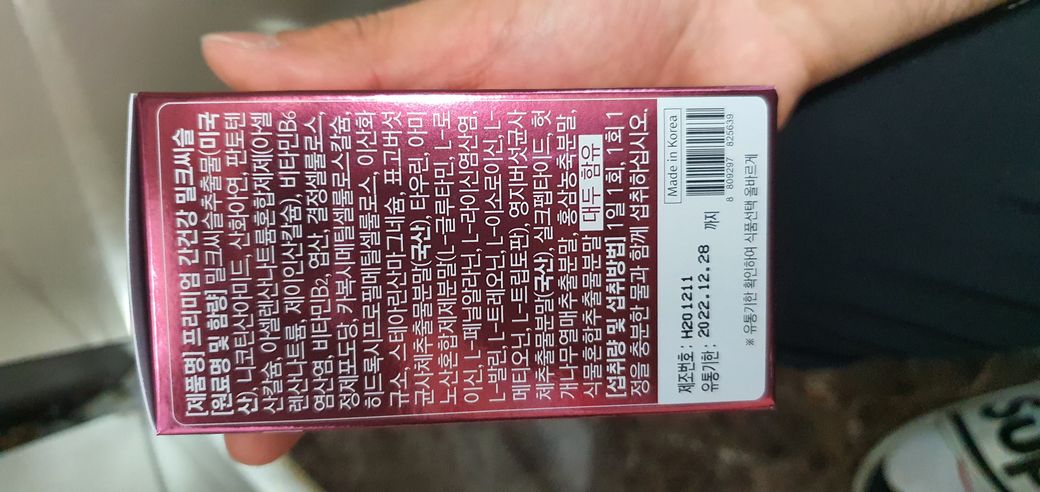 [제품명] 프리미엄 간건강 밀크씨슬
[원료명 및 함량] 밀크씨슬추출물(미국
산), 니코틴산아미드, 산화아연, 판토텐
산칼슘, 아셀렌산나트륨혼합제제(아셀
렌산나트륨, 제이인산칼슘), 비타민B₆
염산염, 비타민B₂, 엽산, 결정셀룰로스,
정제포도당, 카복시메틸셀룰로스칼슘,
히드록시프로필메틸셀룰로스, 이산화
규소, 스테아린산마그네슘, 표고버섯
균사체추출물분말(국산), 타우린, 아미
노산혼합제제분말(L-글루타민, L-로
이신, L-페닐알라닌, L-라이신염산염,
L-발린, L-트레오닌, L-이소로이신, L-
메티오닌, L-트립토판), 영지버섯균사
체추출분말(국산), 실크펩타이드, 헛
개나무열매추출분말, 홍삼농축분말,
식물혼합추출물분말 대두 함유
[섭취량 및 섭취방법] 1일 1회, 1회 1
정을 충분한 물과 함께 섭취하십시오.
Made in Korea
8 809297 825639
제조번호: H201211
유통기한: 2022.12.28 까지
※ 유통기한 확인하여 식품선택 올바르게
SUP